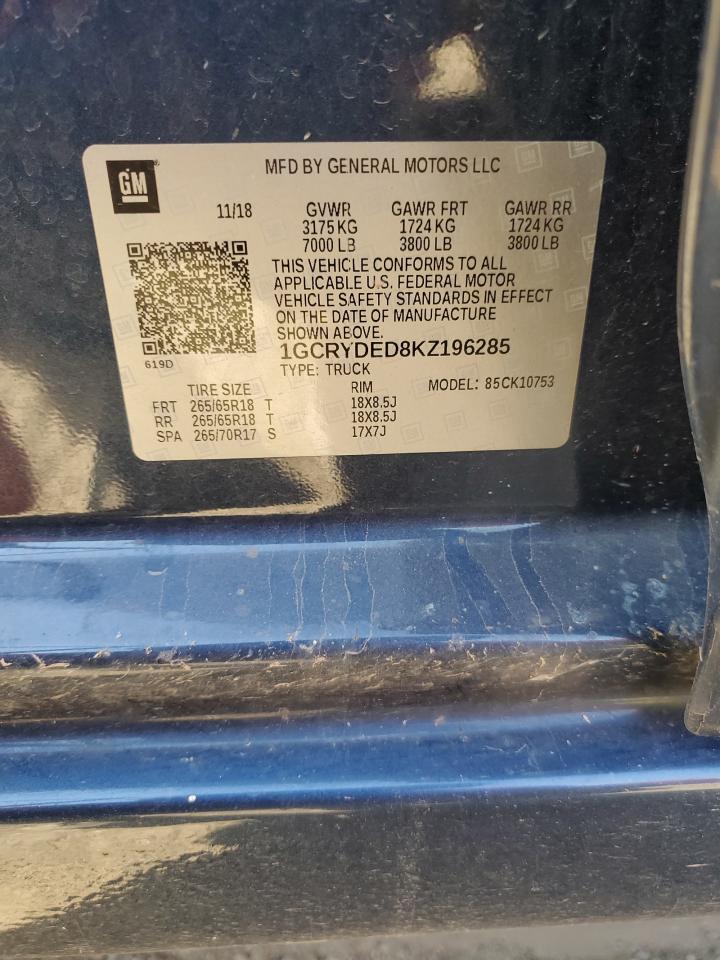 GM
MFD BY GENERAL MOTORS LLC
11/18 GVWR GAWR FRT GAWR RR
3175 KG 1724 KG 1724 KG
7000 LB 3800 LB 3800 LB
THIS VEHICLE CONFORMS TO ALL
APPLICABLE U.S. FEDERAL MOTOR
VEHICLE SAFETY STANDARDS IN EFFECT
ON THE DATE OF MANUFACTURE
SHOWN ABOVE.
619D
1GCRYDED8KZ196285
TYPE: TRUCK
TIRE SIZE RIM MODEL: 85CK10753
FRT 265/65R18 T 18X8.5J
RR 265/65R18 T 18X8.5J
SPA 265/70R17 S 17X7J